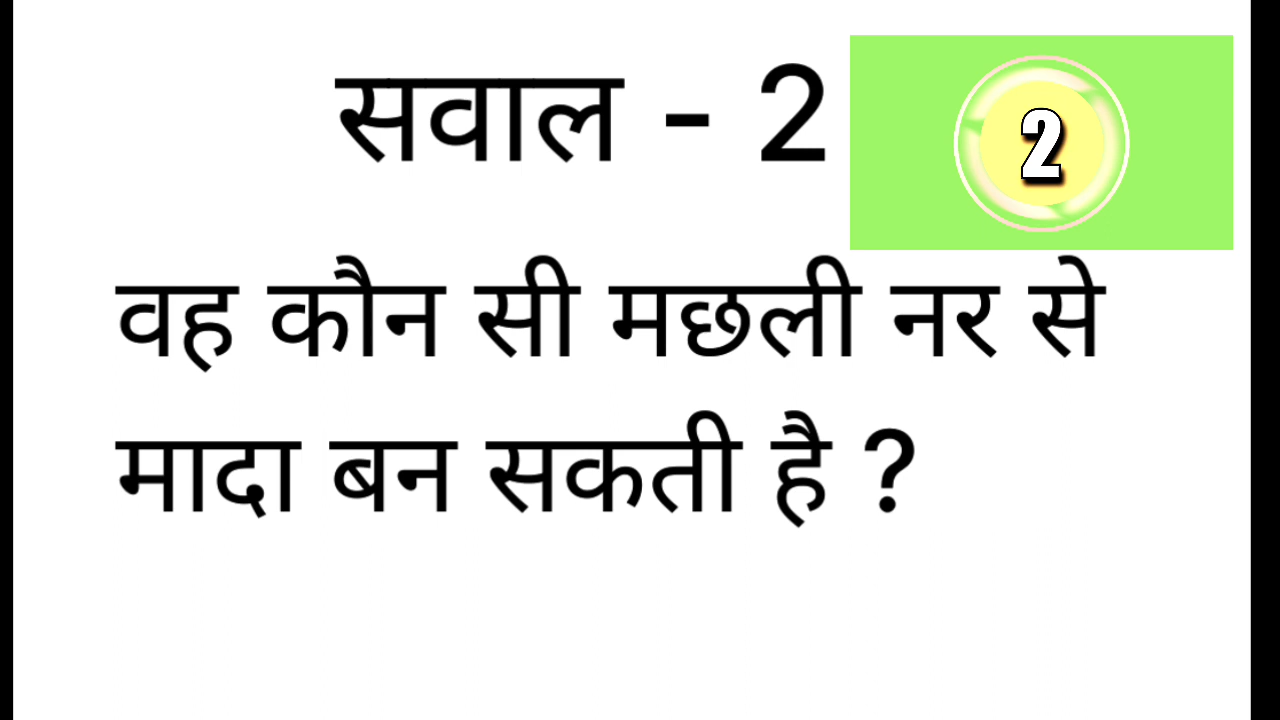 सवाल - 2
2
वह कौन सी मछली नर से
मादा बन सकती है ?